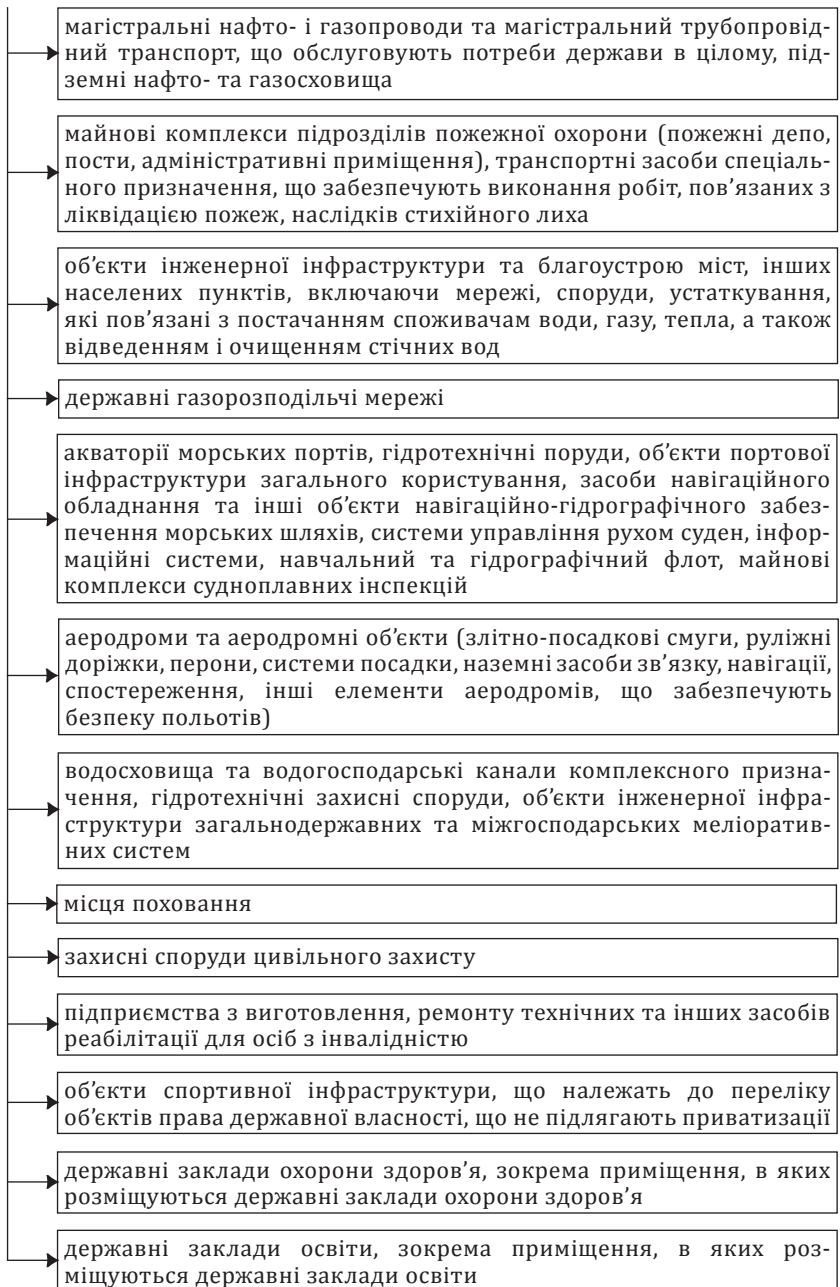 магістральні нафто- і газопроводи та магістральний трубопровід-
ний транспорт, що обслуговують потреби держави в цілому, під-
земні нафто- та газосховища
майнові комплекси підрозділів пожежної охорони (пожежні депо,
пости, адміністративні приміщення), транспортні засоби спеціаль-
ного призначення, що забезпечують виконання робіт, пов’язаних з
ліквідацією пожеж, наслідків стихійного лиха
об’єкти інженерної інфраструктури та благоустрою міст, інших
населених пунктів, включаючи мережі, споруди, устаткування,
які пов’язані з постачанням споживачам води, газу, тепла, а також
відведенням і очищенням стічних вод
державні газорозподільчі мережі
акваторії морських портів, гідротехнічні поруди, об’єкти портової
інфраструктури загального користування, засоби навігаційного
обладнання та інші об’єкти навігаційно-гідрографічного забез-
печення морських шляхів, системи управління рухом суден, інфор-
маційні системи, навчальний та гідрографічний флот, майнові
комплекси судноплавних інспекцій
аеродроми та аеродромні об’єкти (злітно-посадкові смуги, руліжні
доріжки, перони, системи посадки, наземні засоби зв’язку, навігації,
спостереження, інші елементи аеродромів, що забезпечують
безпеку польотів)
водосховища та водогосподарські канали комплексного призна-
чення, гідротехнічні захисні споруди, об’єкти інженерної інфра-
структури загальнодержавних та міжгосподарських меліоратив-
них систем
місця поховання
захисні споруди цивільного захисту
підприємства з виготовлення, ремонту технічних та інших засобів
реабілітації для осіб з інвалідністю
об’єкти спортивної інфраструктури, що належать до переліку
об’єктів права державної власності, що не підлягають приватизації
державні заклади охорони здоров’я, зокрема приміщення, в яких
розміщуються державні заклади охорони здоров’я
державні заклади освіти, зокрема приміщення, в яких роз-
міщуються державні заклади освіти